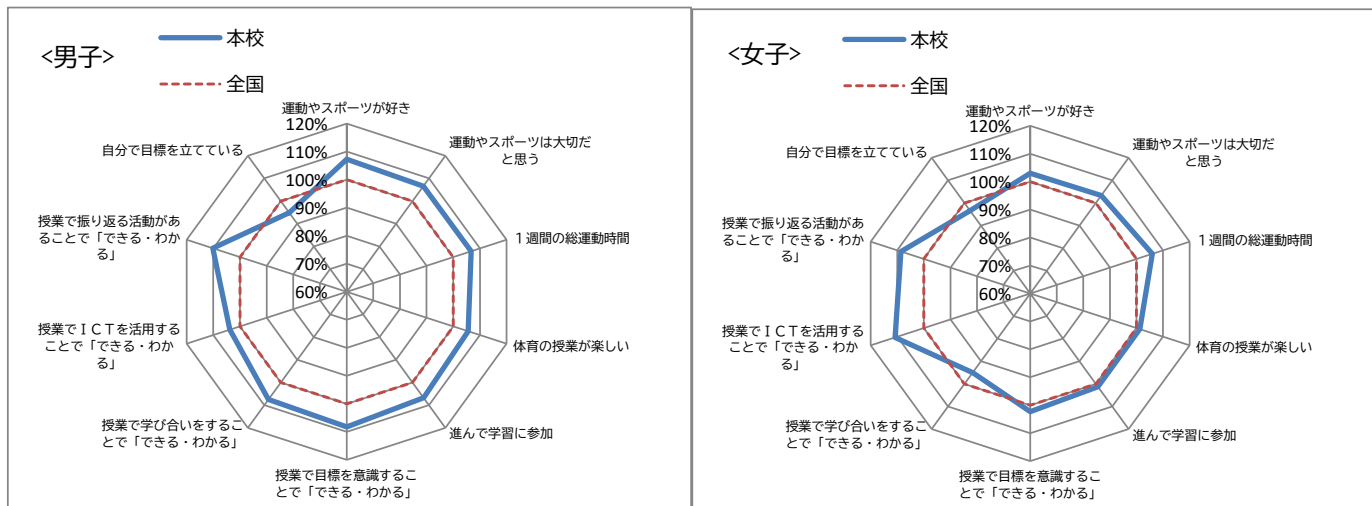 <男子>
本校
全国
運動やスポーツが好き
運動やスポーツは大切だ
と思う
1週間の総運動時間
体育の授業が楽しい
進んで学習に参加
授業で目標を意識するこ
とで「できる・わかる」
授業で学び合いをするこ
とで「できる・わかる」
授業でICTを活用する
ことで「できる・わか
る」
授業で振り返る活動があ
ることで「できる・わか
る」
自分で目標を立てている
120%
110%
100%
90%
80%
70%
60%
<女子>
本校
全国
運動やスポーツが好き
運動やスポーツは大切だ
と思う
1週間の総運動時間
体育の授業が楽しい
進んで学習に参加
授業で目標を意識するこ
とで「できる・わかる」
授業で学び合いをするこ
とで「できる・わかる」
授業でICTを活用する
ことで「できる・わか
る」
授業で振り返る活動があ
ることで「できる・わか
る」
自分で目標を立てている
120%
110%
100%
90%
80%
70%
60%